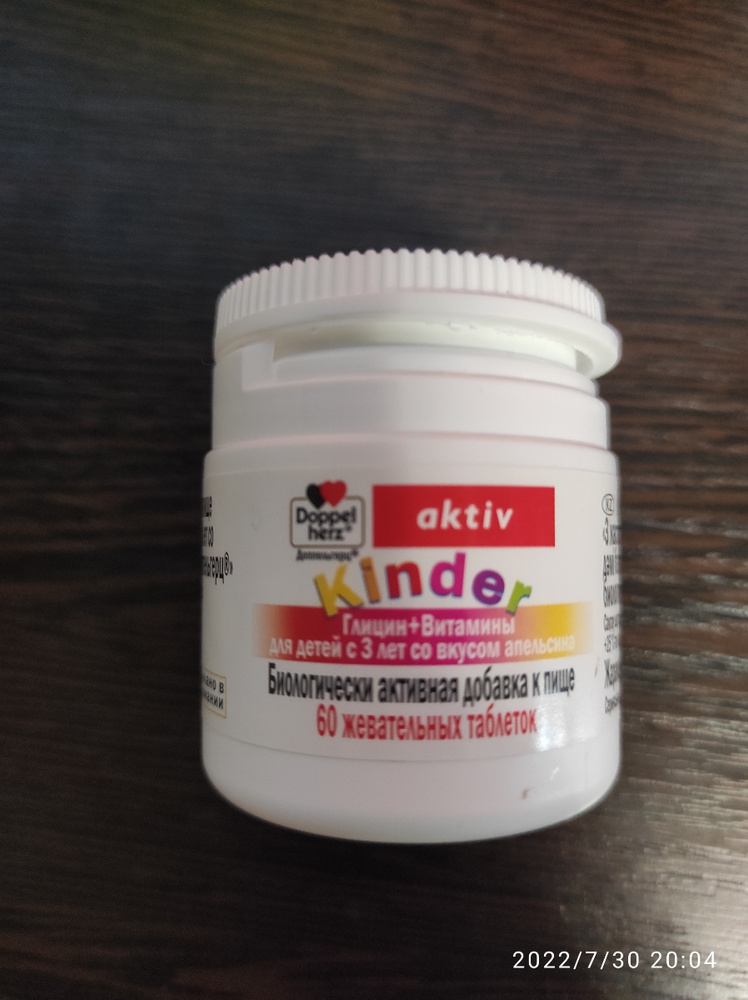 Doppel
herz®
Доппельгерц®
aktiv
Kinder
Глицин+Витамины
для детей с 3 лет со вкусом апельсина
Биологически активная добавка к пище
60 жевательных таблеток
KZ
2022/7/30 20:04